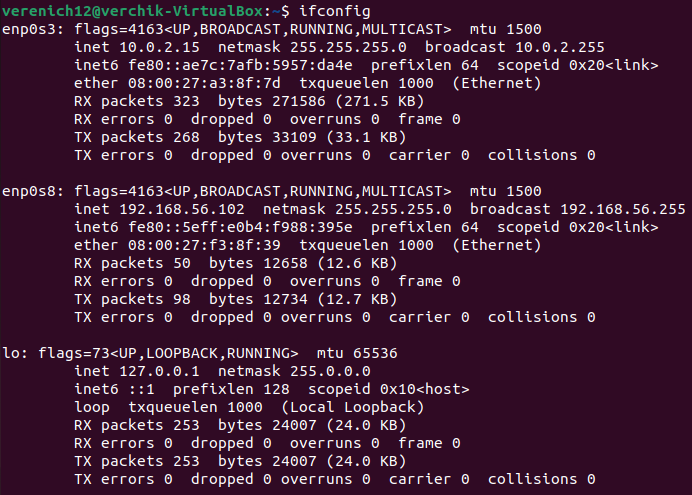 verenich12@verchik-VirtualBox:~$ ifconfig
enp0s3: flags=4163<UP,BROADCAST,RUNNING,MULTICAST>  mtu 1500
        inet 10.0.2.15  netmask 255.255.255.0  broadcast 10.0.2.255
        inet6 fe80::ae7c:7afb:5957:da4e  prefixlen 64  scopeid 0x20<link>
        ether 08:00:27:a3:8f:7d  txqueuelen 1000  (Ethernet)
        RX packets 323  bytes 271586 (271.5 KB)
        RX errors 0  dropped 0  overruns 0  frame 0
        TX packets 268  bytes 33109 (33.1 KB)
        TX errors 0  dropped 0 overruns 0  carrier 0  collisions 0

enp0s8: flags=4163<UP,BROADCAST,RUNNING,MULTICAST>  mtu 1500
        inet 192.168.56.102  netmask 255.255.255.0  broadcast 192.168.56.255
        inet6 fe80::5eff:e0b4:f988:395e  prefixlen 64  scopeid 0x20<link>
        ether 08:00:27:f3:8f:39  txqueuelen 1000  (Ethernet)
        RX packets 50  bytes 12658 (12.6 KB)
        RX errors 0  dropped 0  overruns 0  frame 0
        TX packets 98  bytes 12734 (12.7 KB)
        TX errors 0  dropped 0 overruns 0  carrier 0  collisions 0

lo: flags=73<UP,LOOPBACK,RUNNING>  mtu 65536
        inet 127.0.0.1  netmask 255.0.0.0
        inet6 ::1  prefixlen 128  scopeid 0x10<host>
        loop  txqueuelen 1000  (Local Loopback)
        RX packets 253  bytes 24007 (24.0 KB)
        RX errors 0  dropped 0  overruns 0  frame 0
        TX packets 253  bytes 24007 (24.0 KB)
        TX errors 0  dropped 0 overruns 0  carrier 0  collisions 0